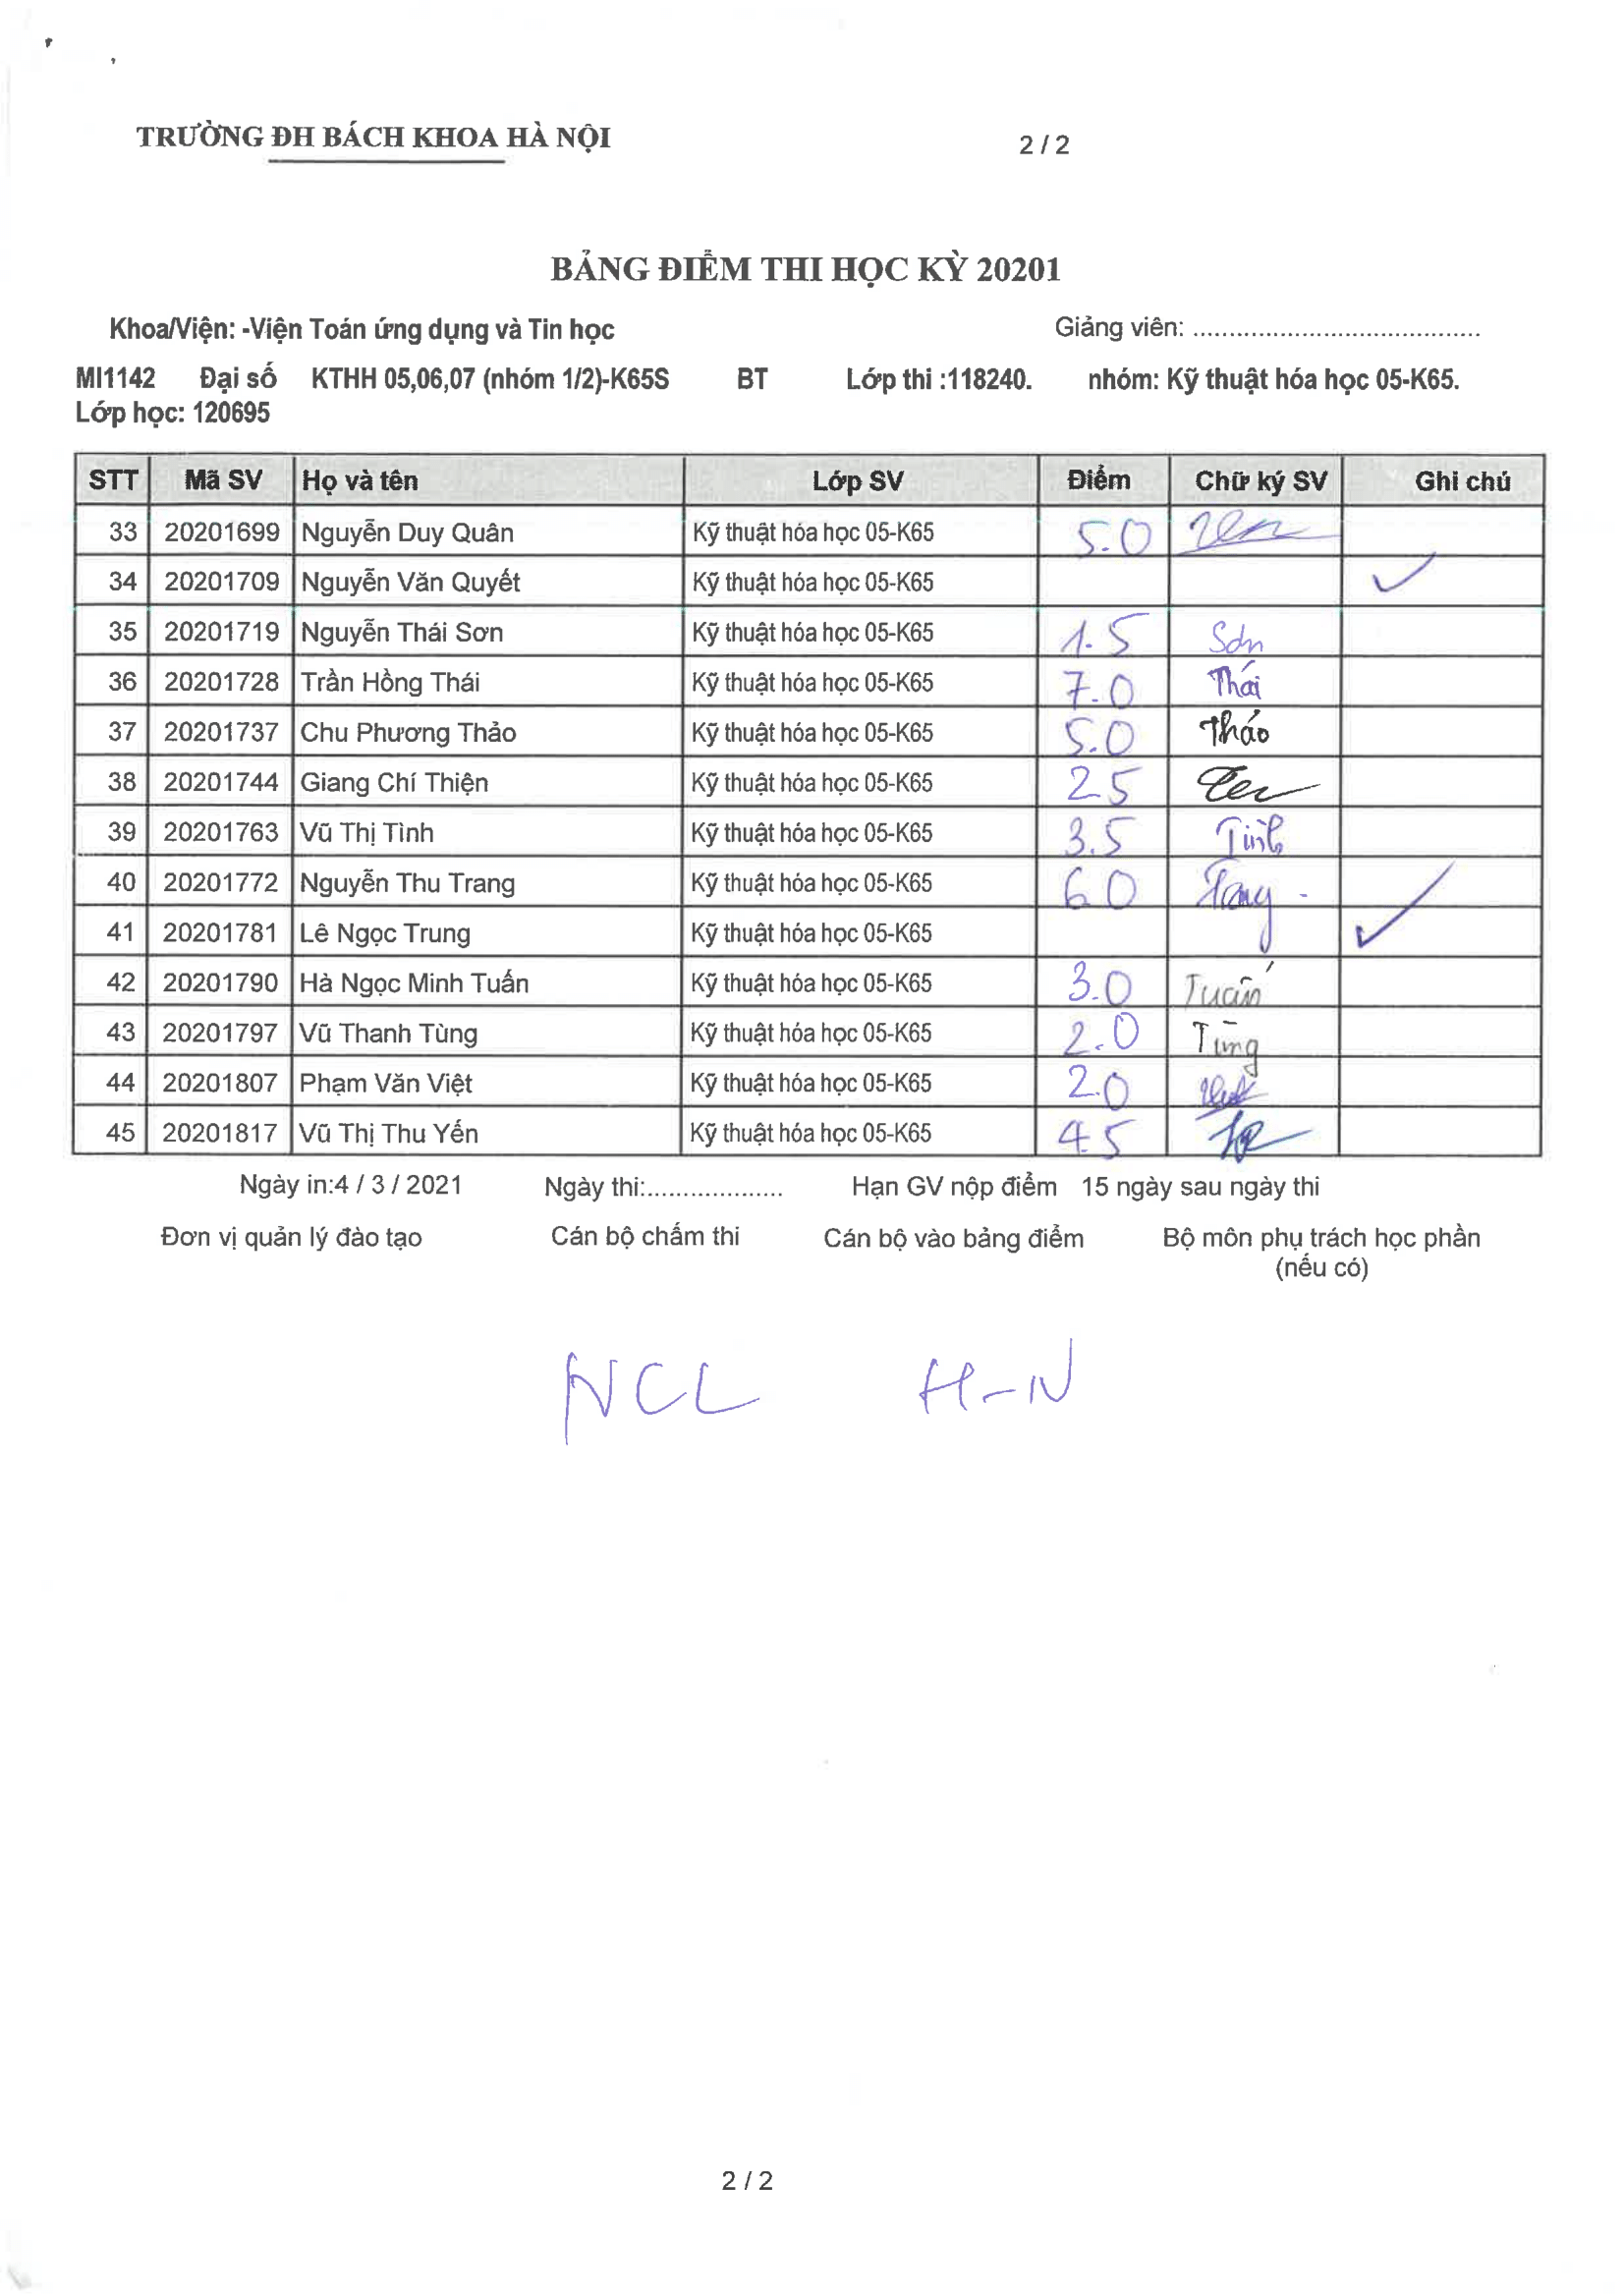 TRƯỜNG ĐH BÁCH KHOA HÀ NỘI 2 / 2
BẢNG ĐIỂM THI HỌC KỲ 20201
Khoa/Viện: -Viện Toán ứng dụng và Tin học Giảng viên: .......................................
MI1142 Đại số KTHH 05,06,07 (nhóm 1/2)-K65S BT Lớp thi :118240. nhóm: Kỹ thuật hóa học 05-K65.
Lớp học: 120695
STT Mã SV Họ và tên Lớp SV Điểm Chữ ký SV Ghi chú
33 20201699 Nguyễn Duy Quân Kỹ thuật hóa học 05-K65 5.0
34 20201709 Nguyễn Văn Quyết Kỹ thuật hóa học 05-K65 ✓
35 20201719 Nguyễn Thái Sơn Kỹ thuật hóa học 05-K65 1.5 Sơn
36 20201728 Trần Hồng Thái Kỹ thuật hóa học 05-K65 7.0 Thái
37 20201737 Chu Phương Thảo Kỹ thuật hóa học 05-K65 5.0 Thảo
38 20201744 Giang Chí Thiện Kỹ thuật hóa học 05-K65 2.5
39 20201763 Vũ Thị Tình Kỹ thuật hóa học 05-K65 3.5 Tình
40 20201772 Nguyễn Thu Trang Kỹ thuật hóa học 05-K65 6.0
41 20201781 Lê Ngọc Trung Kỹ thuật hóa học 05-K65 ✓
42 20201790 Hà Ngọc Minh Tuấn Kỹ thuật hóa học 05-K65 3.0 Tuấn
43 20201797 Vũ Thanh Tùng Kỹ thuật hóa học 05-K65 2.0 Tùng
44 20201807 Phạm Văn Việt Kỹ thuật hóa học 05-K65 2.0
45 20201817 Vũ Thị Thu Yến Kỹ thuật hóa học 05-K65 4.5
Ngày in:4 / 3 / 2021 Ngày thi:................... Hạn GV nộp điểm 15 ngày sau ngày thi
Đơn vị quản lý đào tạo Cán bộ chấm thi Cán bộ vào bảng điểm Bộ môn phụ trách học phần
(nếu có)
NCL H-N
2 / 2